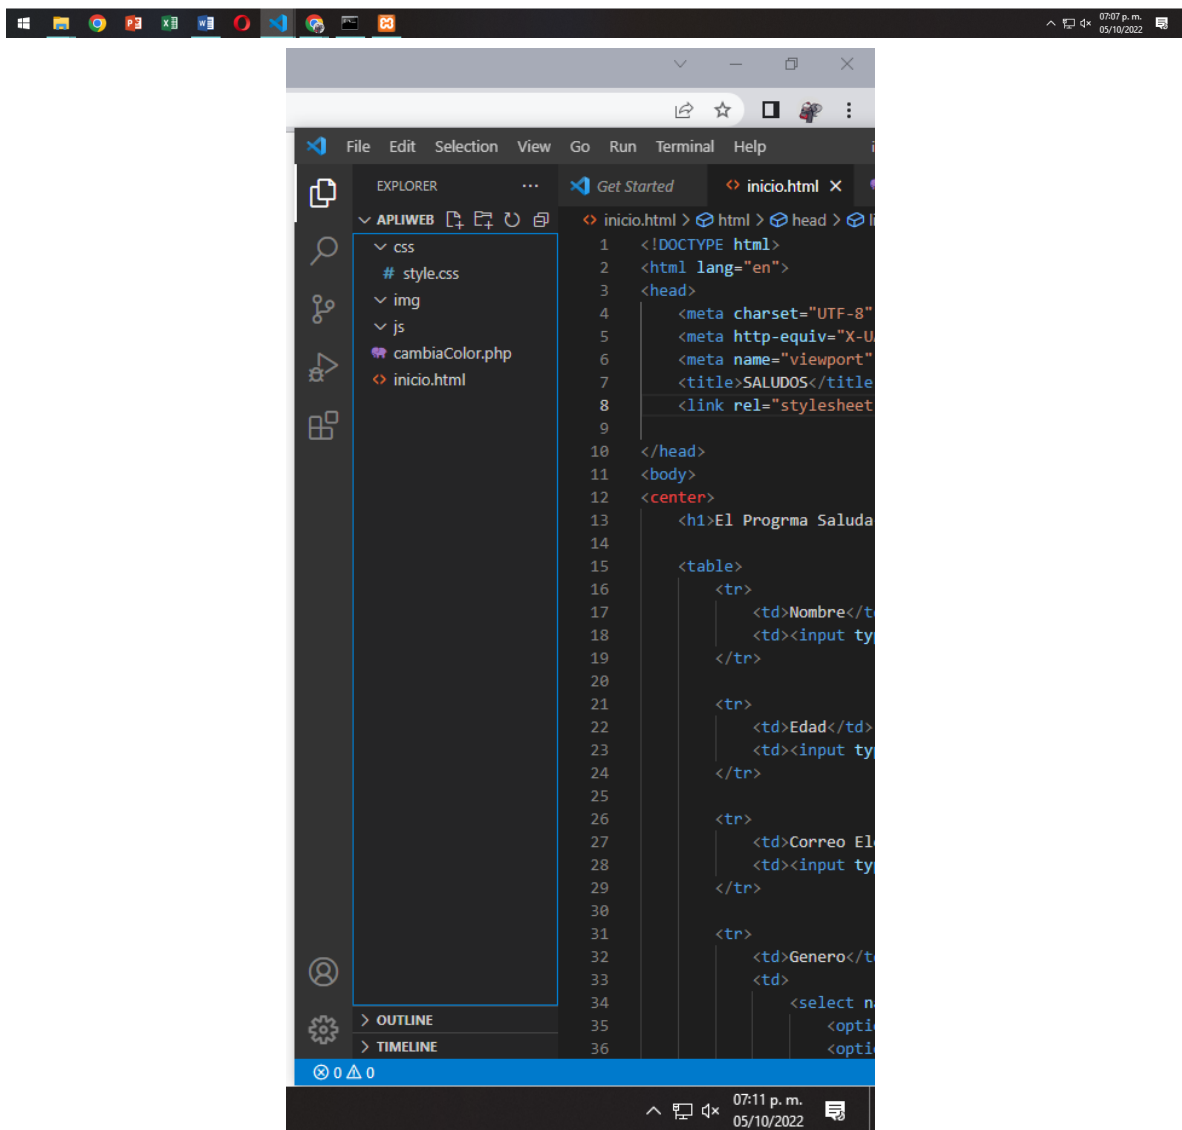 07:07 p. m.
05/10/2022
File Edit Selection View Go Run Terminal Help
EXPLORER ...
Get Started
inicio.html
APLIWEB
inicio.html > html > head >
css
# style.css
img
js
cambiaColor.php
inicio.html
1 <!DOCTYPE html>
2 <html lang="en">
3 <head>
4 <meta charset="UTF-8"
5 <meta http-equiv="X-U
6 <meta name="viewport"
7 <title>SALUDOS</title
8 <link rel="stylesheet
9
10 </head>
11 <body>
12 <center>
13 <h1>El Progrma Saluda
14
15 <table>
16 <tr>
17 <td>Nombre</t
18 <td><input ty
19 </tr>
20
21 <tr>
22 <td>Edad</td>
23 <td><input ty
24 </tr>
25
26 <tr>
27 <td>Correo El
28 <td><input ty
29 </tr>
30
31 <tr>
32 <td>Genero</t
33 <td>
34 <select n
35 <opti
36 <opti
OUTLINE
TIMELINE
0 0
07:11 p. m.
05/10/2022